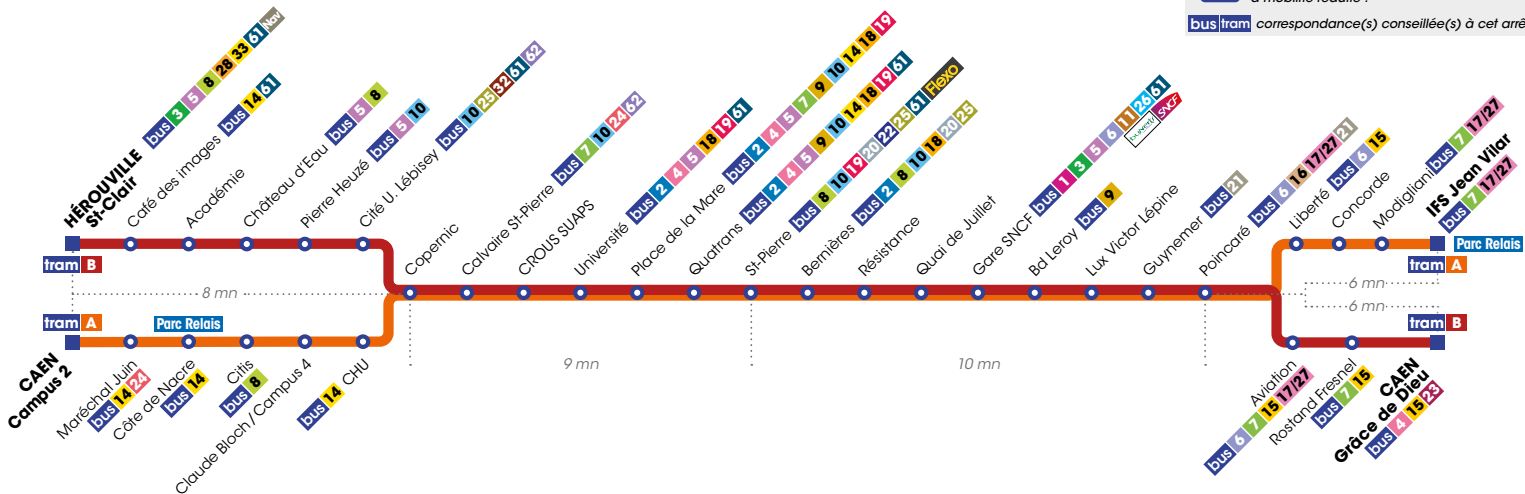 à mobilité réduite .
bus tram correspondance(s) conseillée(s) à cet arrê
HÉROUVILLE
St-Clair
bus 3 5 8 28 33 61 Nav
Café des images bus 14 61
Académie
Château d'Eau bus 5 8
Pierre Heuzé bus 5 10
Cité U. Lébisey bus 10 25 32 61 62
Copernic
Calvaire St-Pierre bus 7 10 24 62
CROUS SUAPS
Université bus 2 4 5 18 19 61
Place de la Mare bus 2 4 5 7 9 10 14 18 19
Quatrans bus 2 4 5 9 10 14 18 19 61
St-Pierre bus 8 10 19 20 22 25 61 Flexo
Bernières bus 2 8 10 18 20 25
Résistance
Quai de Juillet
Gare SNCF bus 1 3 5 6 11 26 61
SNCF
Bd Leroy bus 9
Lux Victor Lépine
Guynemer bus 21
Poincaré bus 6 16 17/27 21
Liberté bus 6 15
Concorde
Modigliani bus 7 17/27
IFS Jean Vilar
bus 7 17/27
Parc Relais
tram B
tram A
8 mn
6 mn
6 mn
tram A
Parc Relais
tram B
9 mn
10 mn
CAEN
Campus 2
Maréchal Juin
bus 14 24
Côte de Nacre
bus 14
Citis
bus 8
Claude Bloch / Campus 4
CHU
bus 14
Aviation
bus 6 7 15 17/27
Rostand Fresnel
bus 7 15
CAEN
Grâce de Dieu
bus 4 15 23